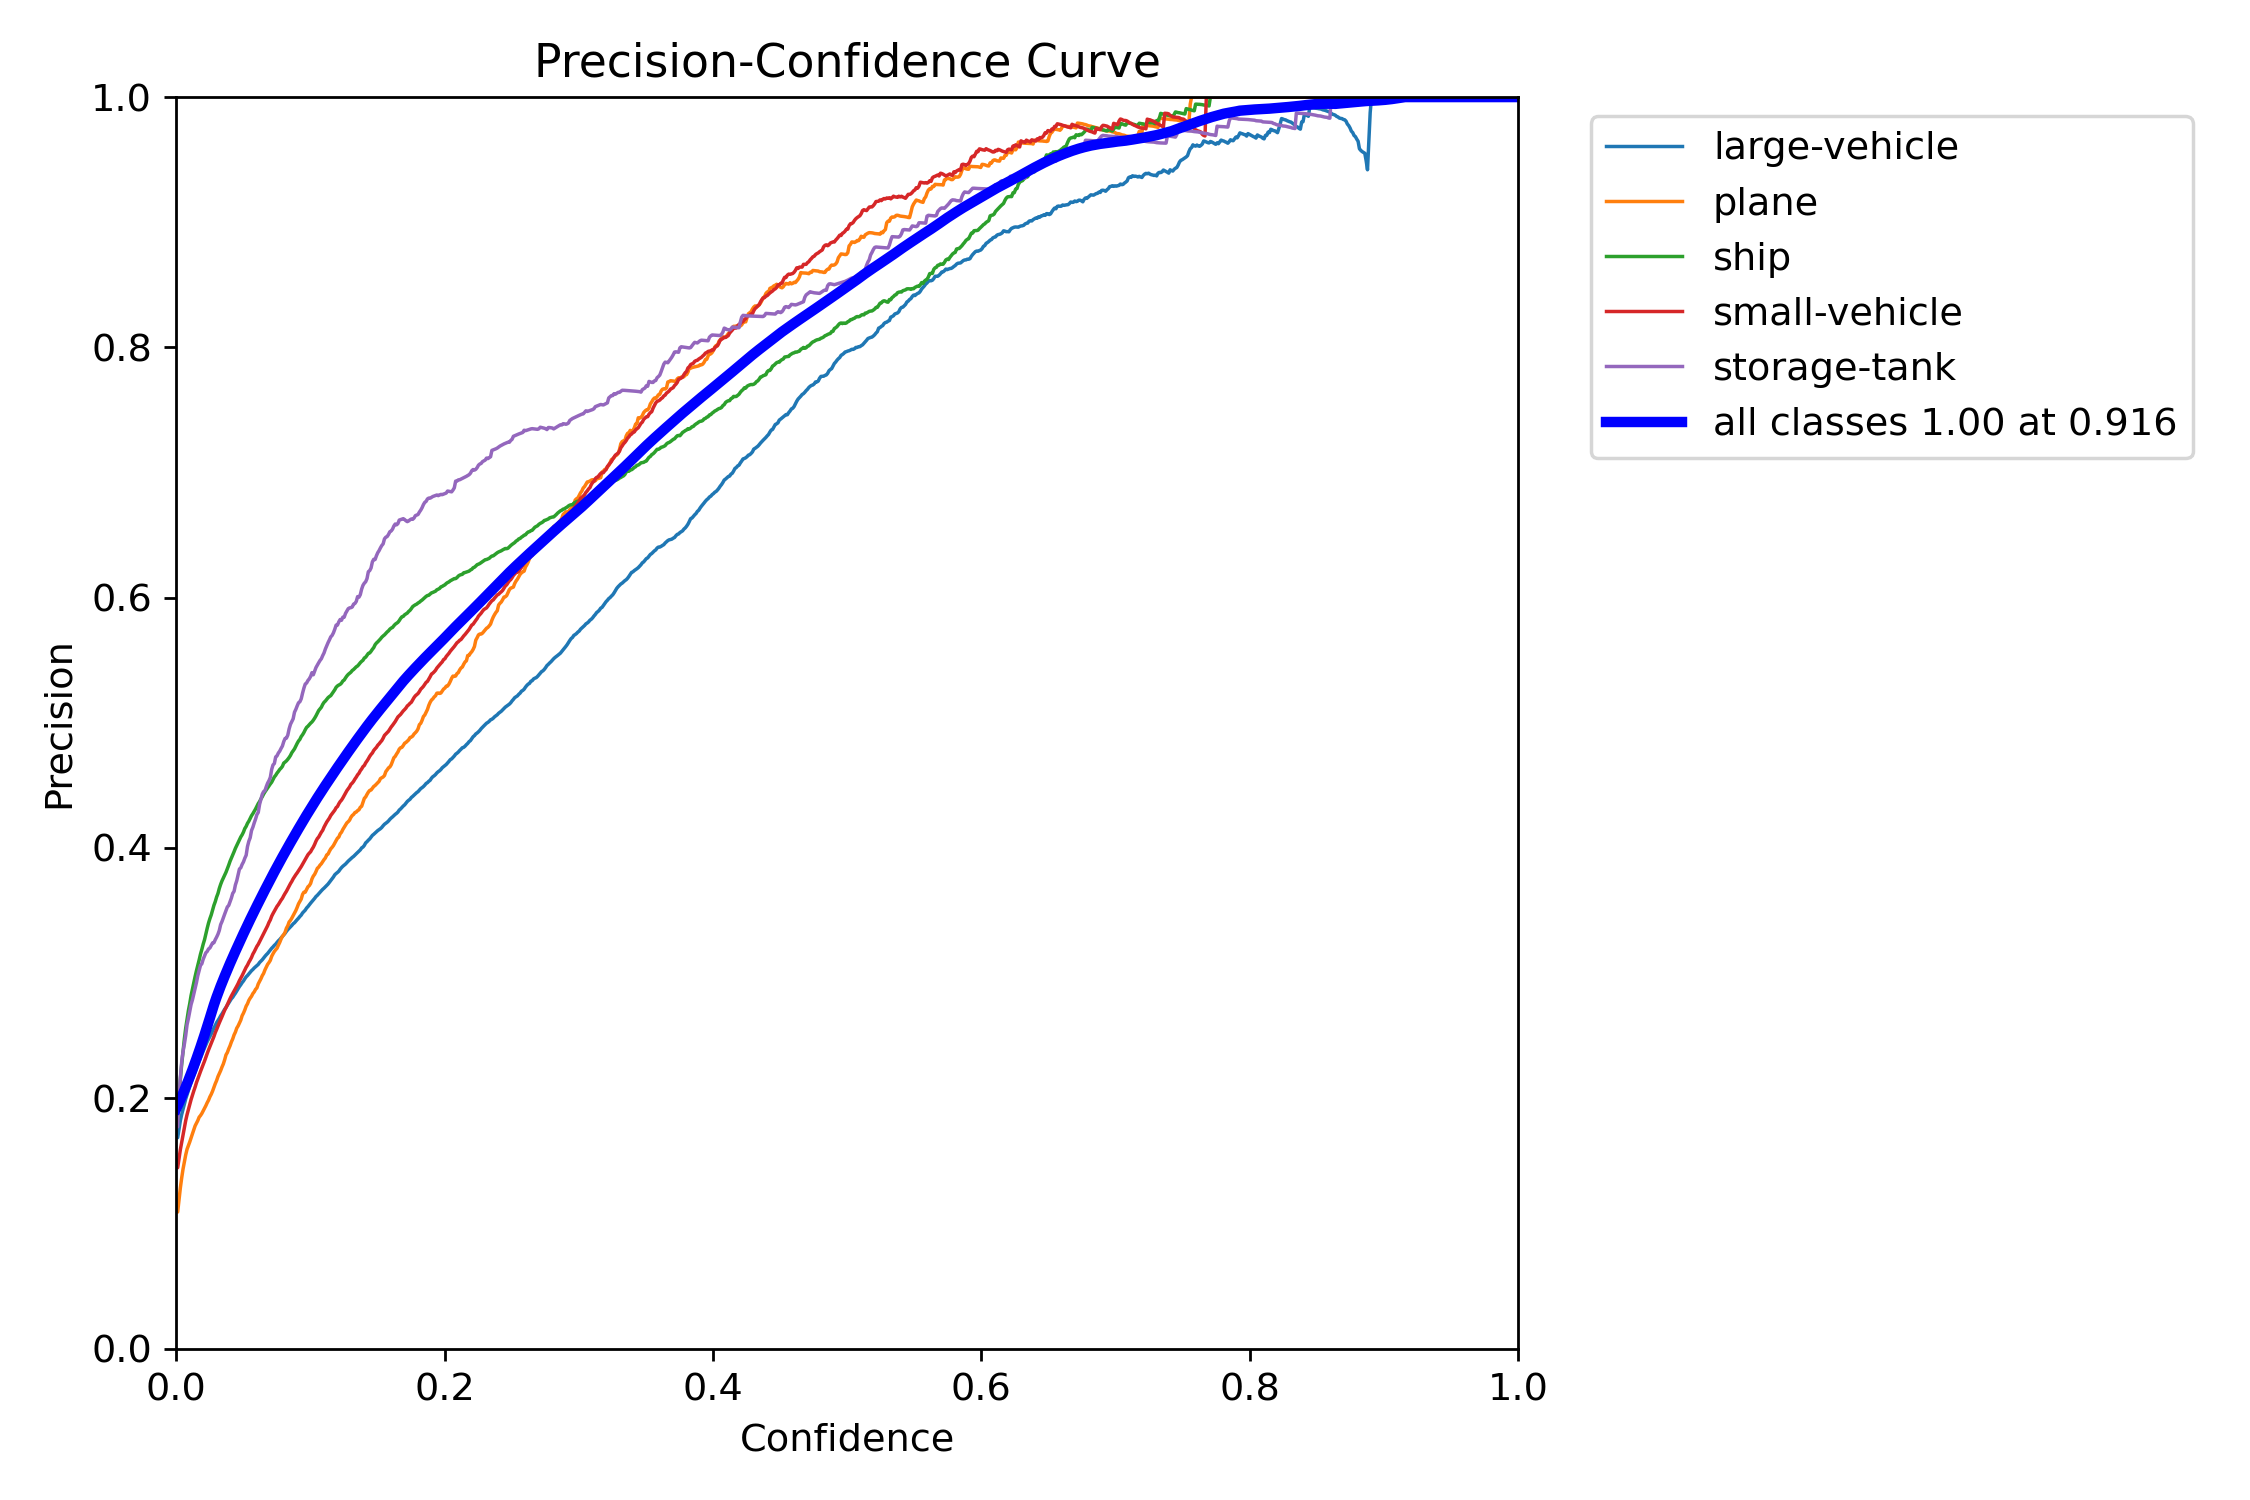 Precision-Confidence Curve
1.0
0.8
0.6
0.4
0.2
0.0
Precision
0.0 0.2 0.4 0.6 0.8 1.0
Confidence
large-vehicle
plane
ship
small-vehicle
storage-tank
all classes 1.00 at 0.916